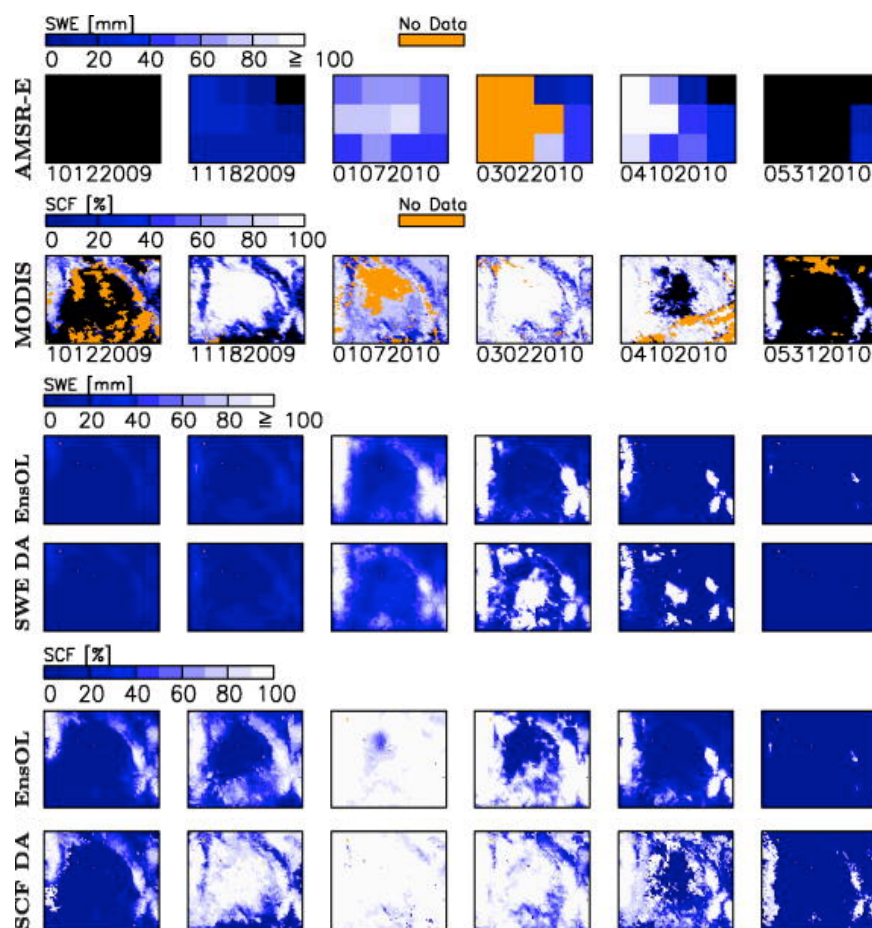 SWE [mm] No Data
0 20 40 60 80 ≧ 100
AMSR-E
10122009 11182009 01072010 03022010 04102010 05312010
SCF [%] No Data
0 20 40 60 80 100
MODIS
10122009 11182009 01072010 03022010 04102010 05312010
SWE [mm]
0 20 40 60 80 ≧ 100
EnsOL
SWE DA
SCF [%]
0 20 40 60 80 100
EnsOL
SCF DA